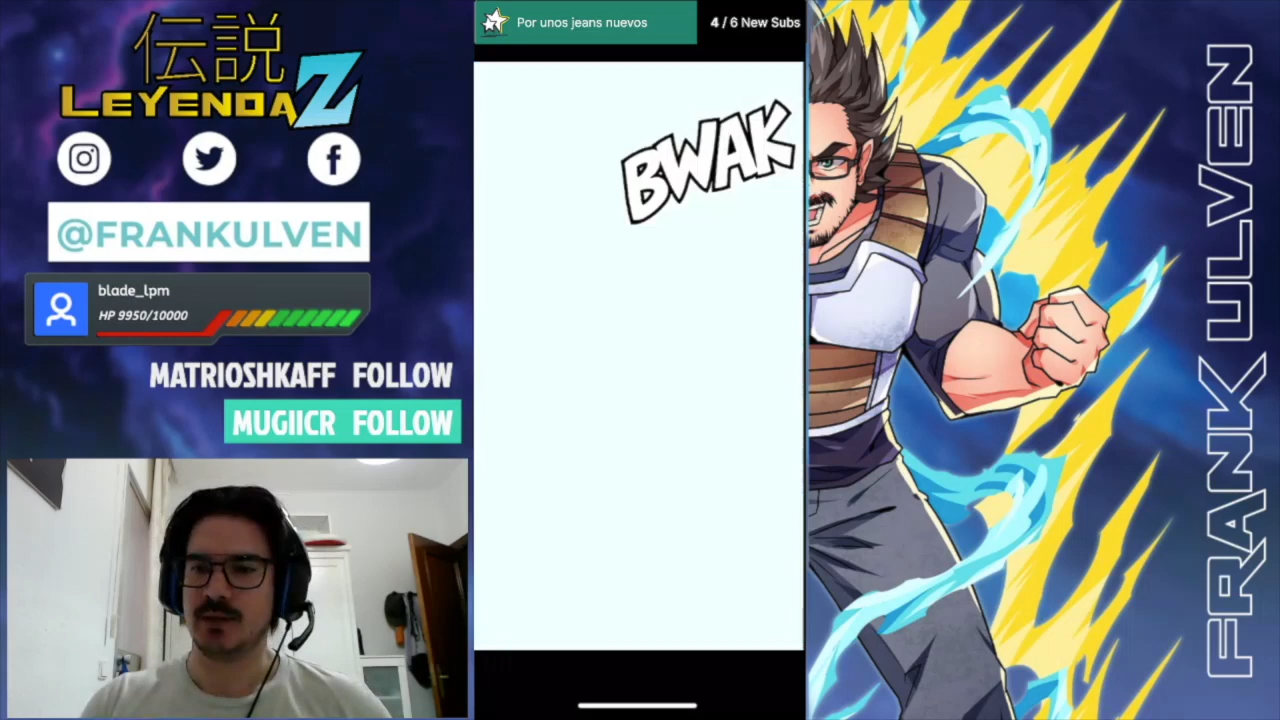 伝説
LEYENDAZ
@FRANKULVEN
blade_lpm
HP 9950/10000
MATRIOSHKAFF FOLLOW
MUGIICR FOLLOW
Por unos jeans nuevos
4 / 6 New Subs
BWAK
FRANK ULVEN